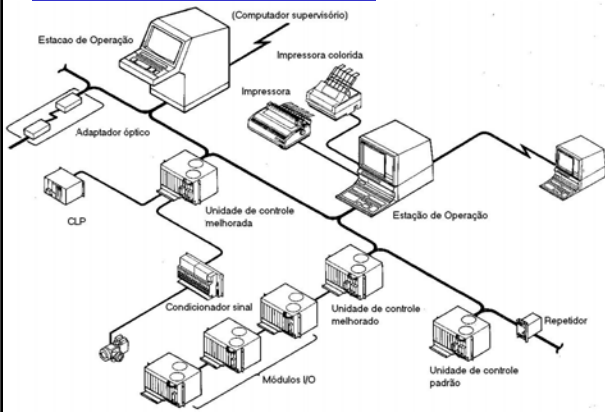 (Computador supervisório)
Estacao de Operação
Impressora colorida
Impressora
Adaptador óptico
CLP
Unidade de controle
melhorada
Estação de Operação
Condicionador sinal
Unidade de controle
melhorado
Repetidor
Módulos I/O
Unidade de controle
padrão